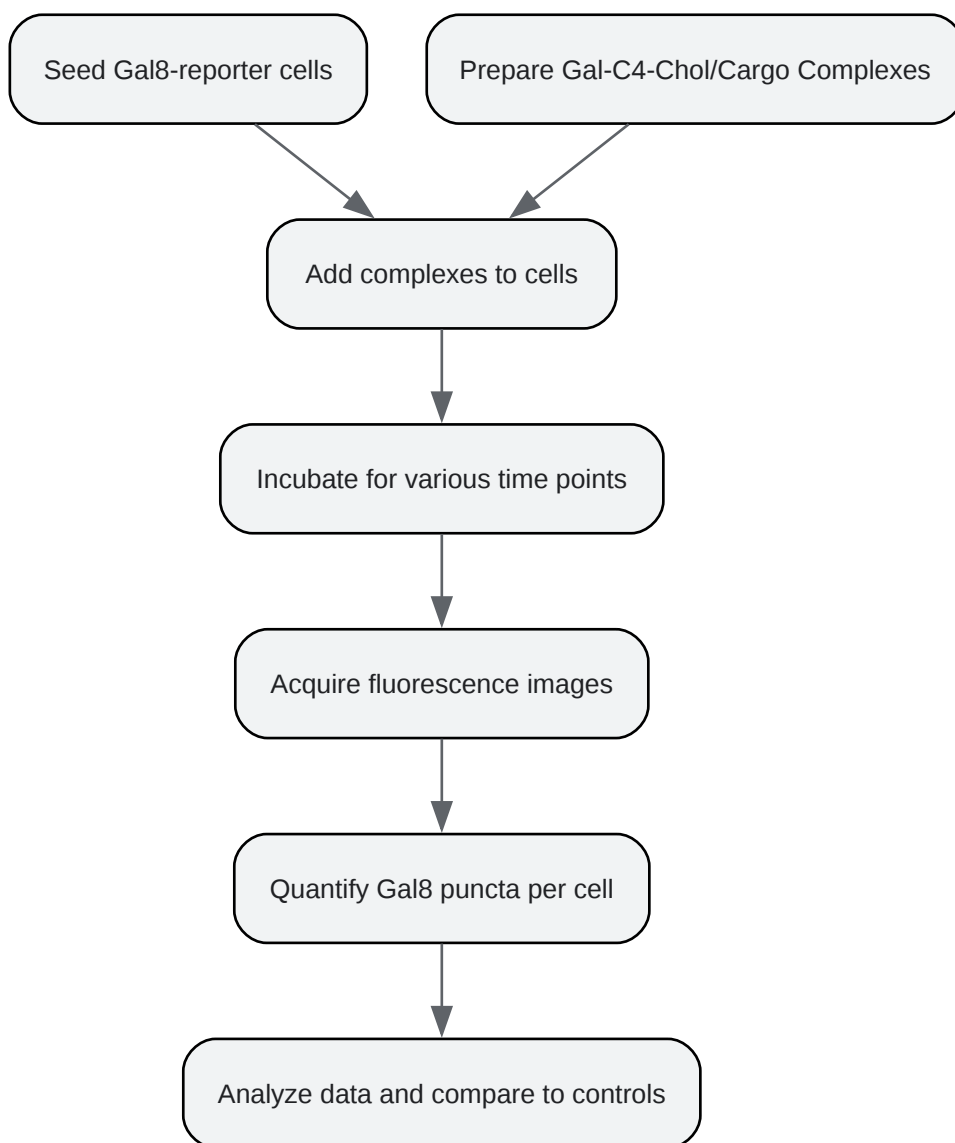 Seed Gal8-reporter cells
Prepare Gal-C4-Chol/Cargo Complexes
Add complexes to cells
Incubate for various time points
Acquire fluorescence images
Quantify Gal8 puncta per cell
Analyze data and compare to controls